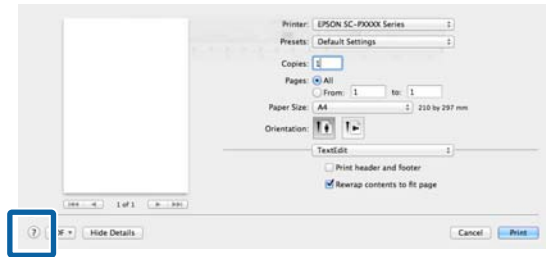 Printer: EPSON SC-PXXXX Series
Presets: Default Settings
Copies: 1
Pages: All
From: 1 to: 1
Paper Size: A4 210 by 297 mm
Orientation:
TextEdit
Print header and footer
Rewrap contents to fit page
1 of 1
? DF Hide Details Cancel Print